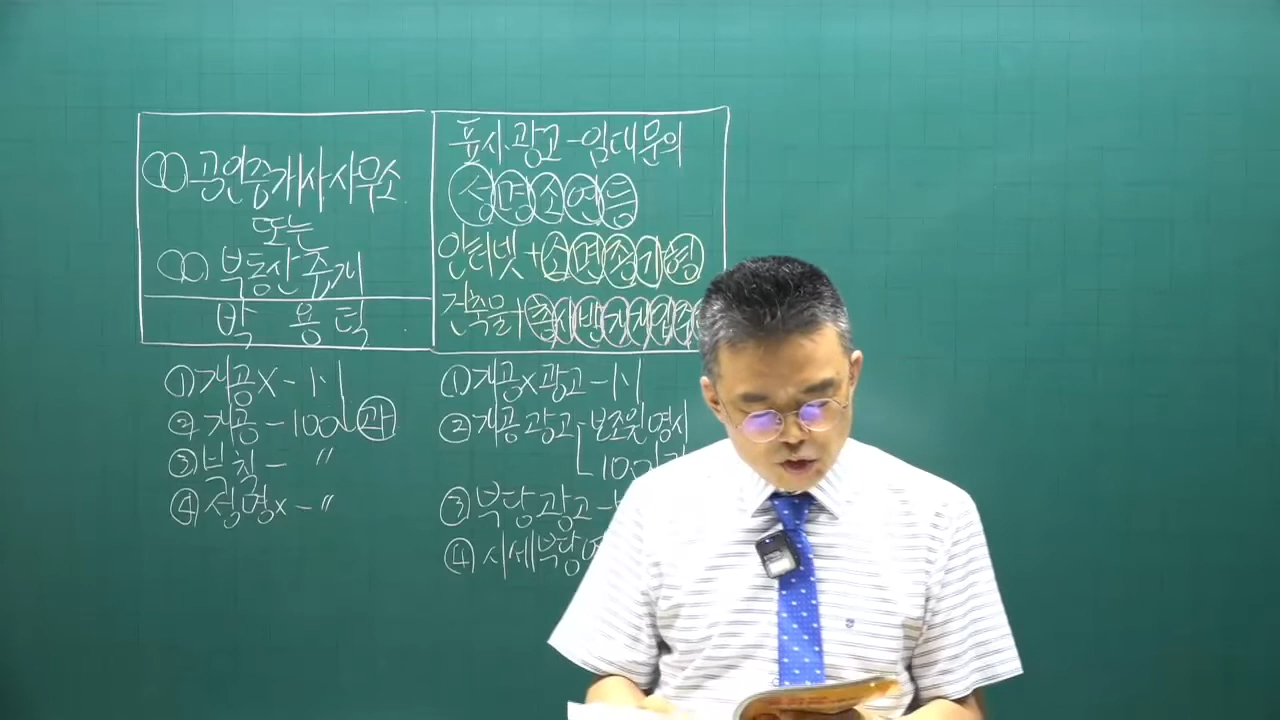 ○○ 공인중개사사무소
또는
○○ 부동산중개
박 용 덕
① 개공X - 1·1
② 개공 - 100↓ 과
③ 부칙 - 〃
④ 성명x - 〃
표시·광고 - 임대문의
성명소연등
인터넷 + 소면종가형
건축물+
① 개공x광고 - 1·1
② 개공광고 - 보조원명시
③ 부당광고 -
④ 시세부당